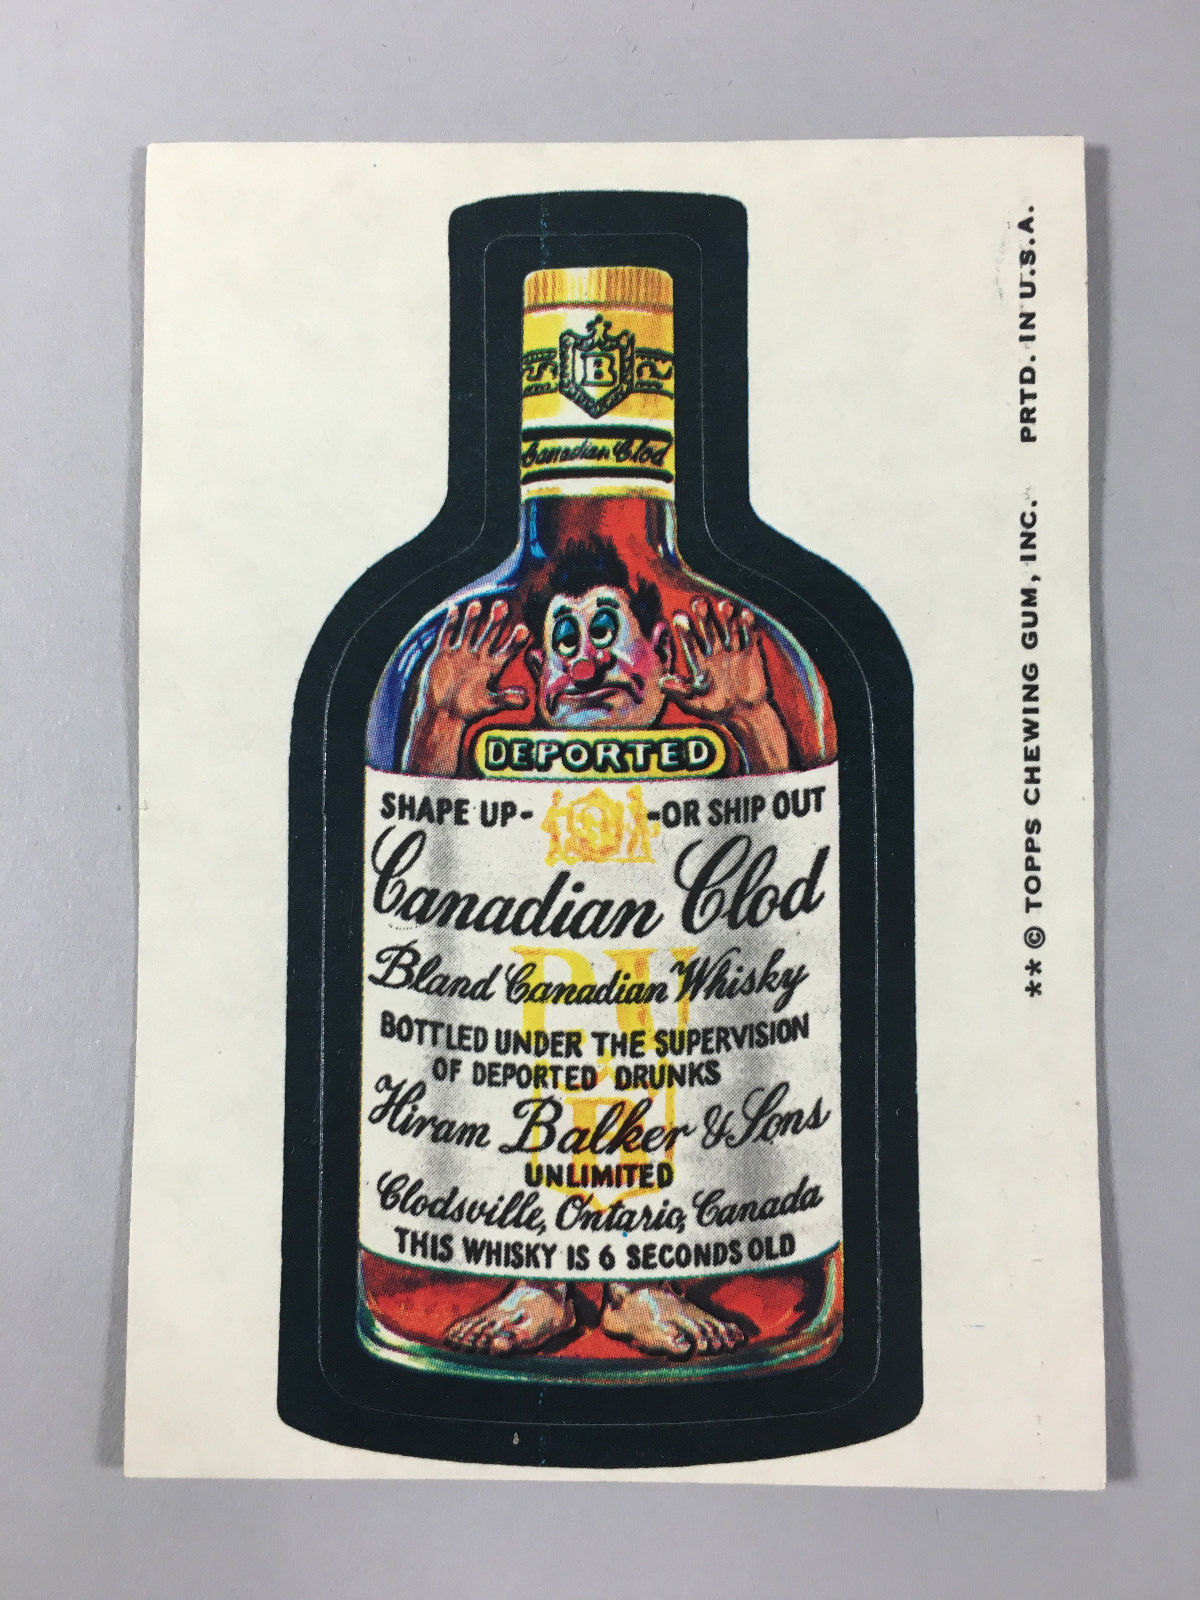 B
Canadian Clod
DEPORTED
SHAPE UP- -OR SHIP OUT
Canadian Clod
Bland Canadian Whisky
BOTTLED UNDER THE SUPERVISION
OF DEPORTED DRUNKS
Hiram Balker & Sons
UNLIMITED
Clodsville, Ontario, Canada
THIS WHISKY IS 6 SECONDS OLD
** © TOPPS CHEWING GUM, INC. PRTD. IN U.S.A.